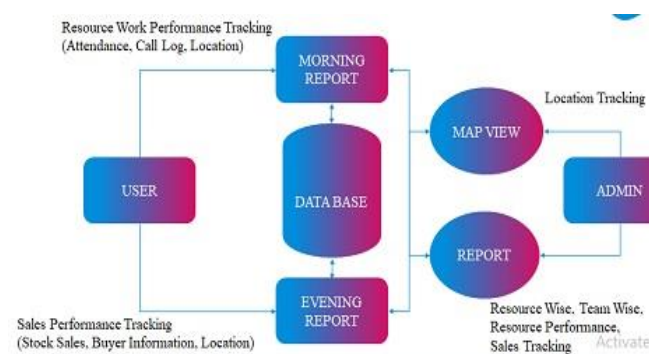 Resource Work Performance Tracking
(Attendance, Call Log, Location)
MORNING
REPORT
Location Tracking
MAP VIEW
USER
DATA BASE
ADMIN
REPORT
EVENING
REPORT
Sales Performance Tracking
(Stock Sales, Buyer Information, Location)
Resource Wise, Team Wise,
Resource Performance,
Sales Tracking
Activate